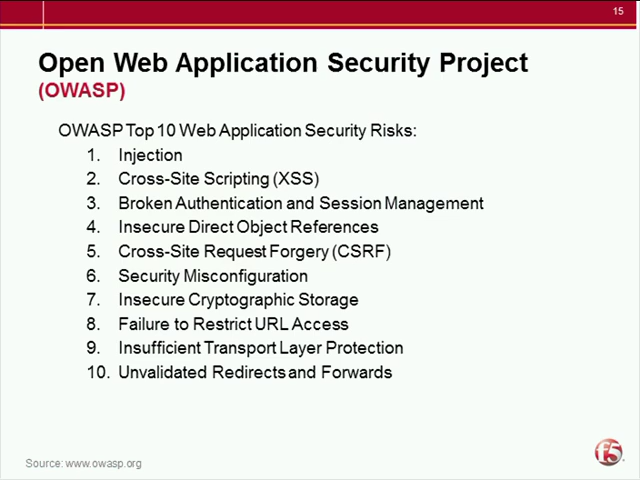 15
Open Web Application Security Project
(OWASP)
OWASP Top 10 Web Application Security Risks:
1. Injection
2. Cross-Site Scripting (XSS)
3. Broken Authentication and Session Management
4. Insecure Direct Object References
5. Cross-Site Request Forgery (CSRF)
6. Security Misconfiguration
7. Insecure Cryptographic Storage
8. Failure to Restrict URL Access
9. Insufficient Transport Layer Protection
10. Unvalidated Redirects and Forwards
f5
Source: www.owasp.org